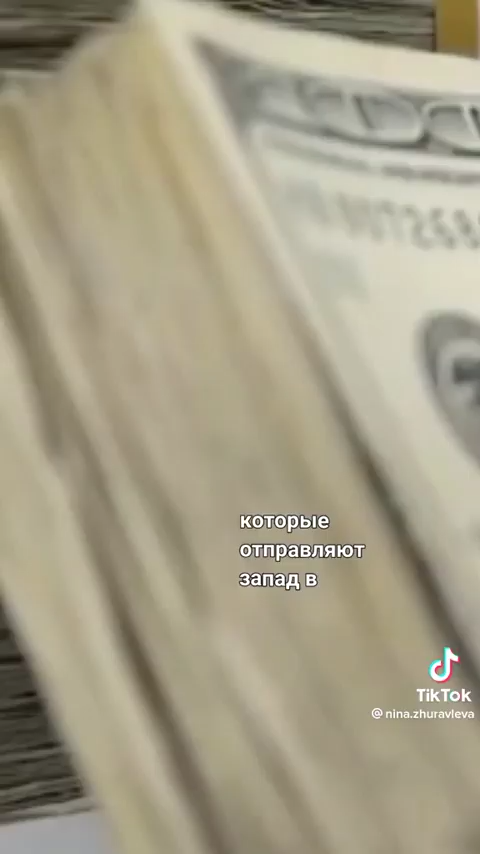 которые
отправляют
запад в
TikTok
@nina.zhuravleva